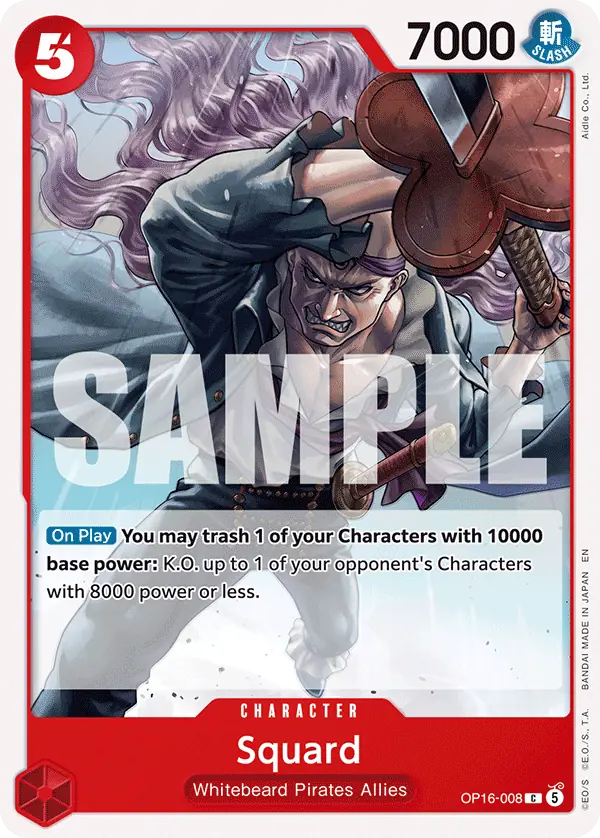 5
7000
斬
SLASH
Aidle Co., Ltd.
SAMPLE
On Play You may trash 1 of your Characters with 10000
base power: K.O. up to 1 of your opponent's Characters
with 8000 power or less.
CHARACTER
Squard
Whitebeard Pirates Allies
OP16-008 C 5
©E.O./S ©E.O./S., T.A. BANDAI MADE IN JAPAN EN